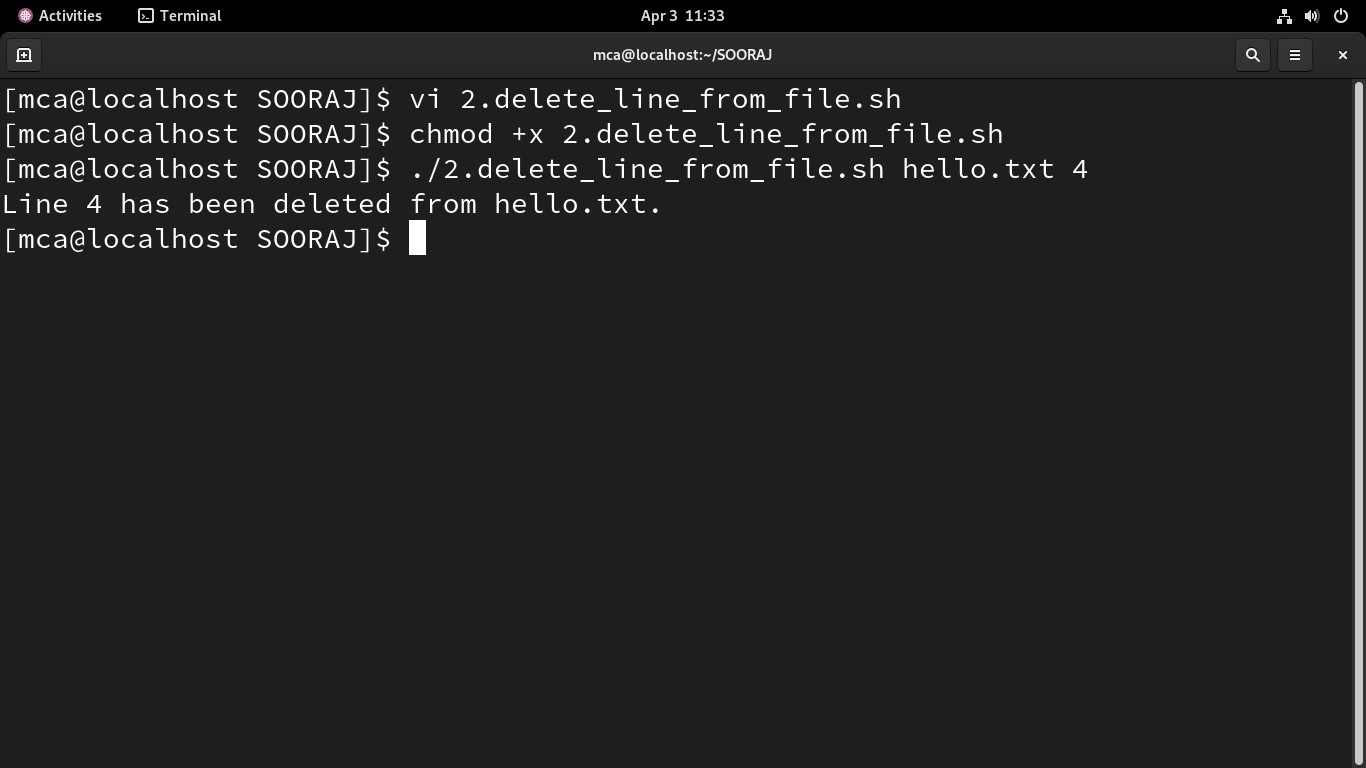 Activities Terminal Apr 3 11:33
mca@localhost:~/SOORAJ
[mca@localhost SOORAJ]$ vi 2.delete_line_from_file.sh
[mca@localhost SOORAJ]$ chmod +x 2.delete_line_from_file.sh
[mca@localhost SOORAJ]$ ./2.delete_line_from_file.sh hello.txt 4
Line 4 has been deleted from hello.txt.
[mca@localhost SOORAJ]$